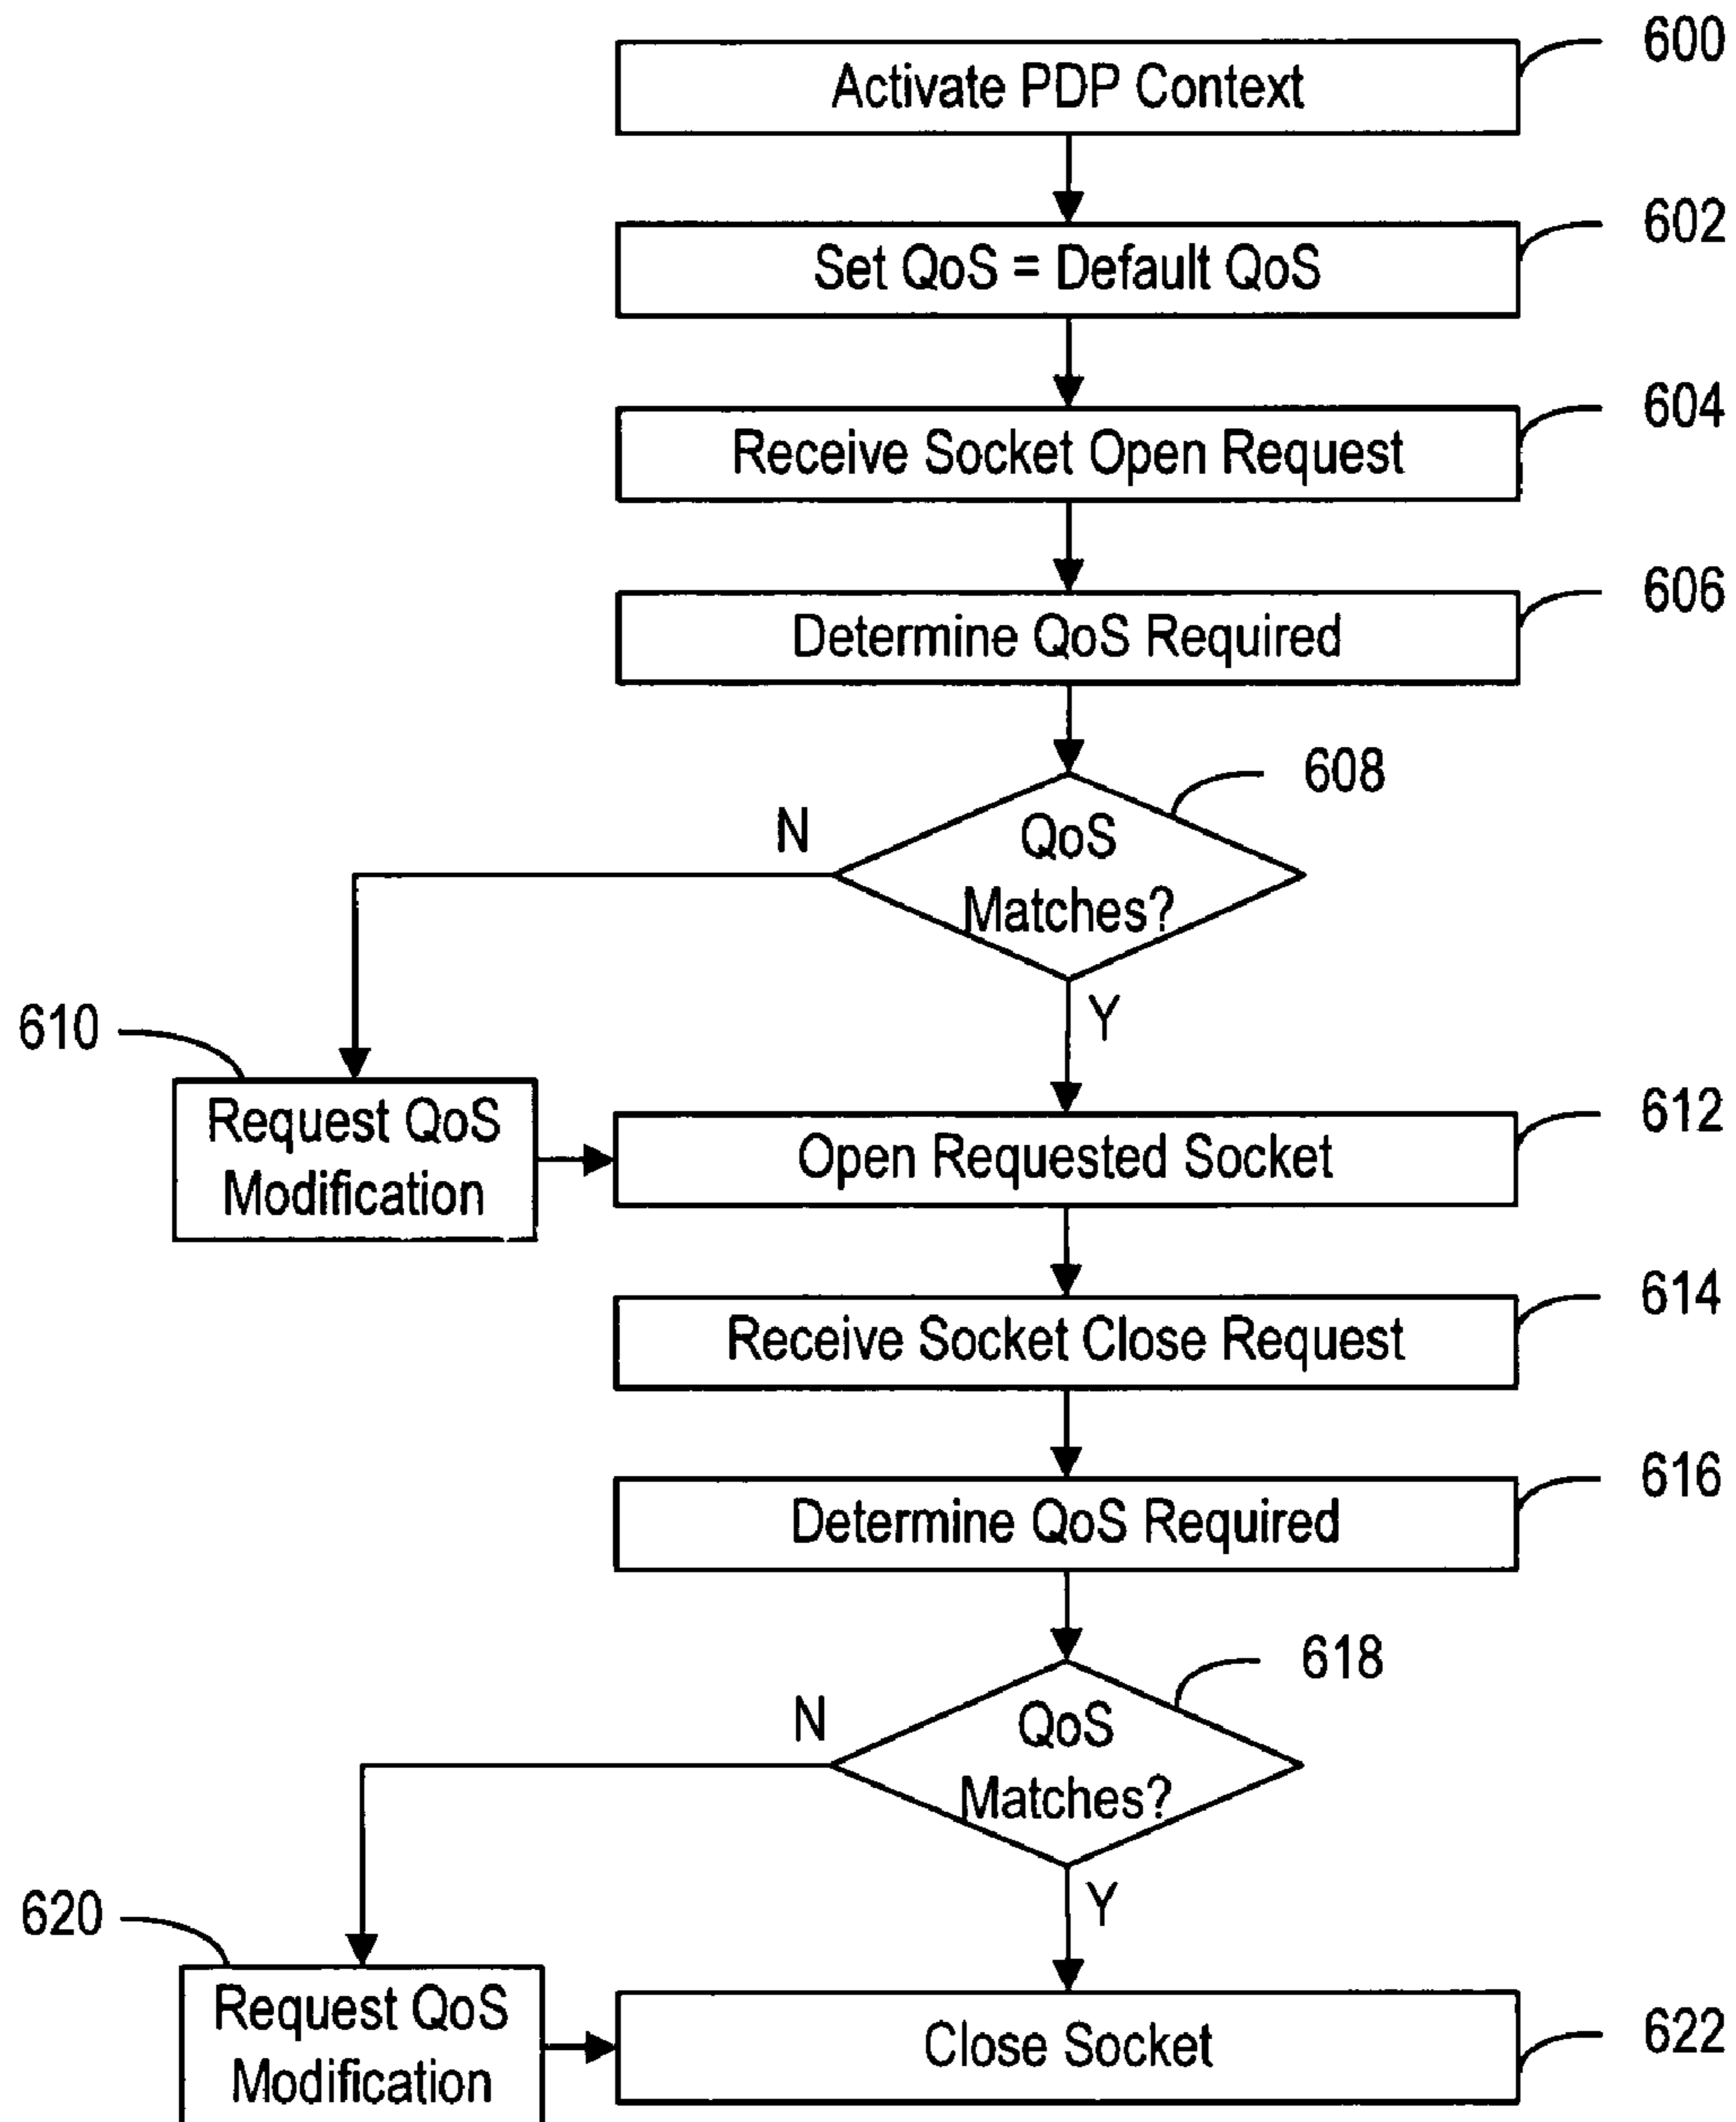 600
Activate PDP Context
602
Set QoS = Default QoS
604
Receive Socket Open Request
606
Determine QoS Required
608
N
QoS
Matches?
Y
610
Request QoS
Modification
612
Open Requested Socket
614
Receive Socket Close Request
616
Determine QoS Required
618
N
QoS
Matches?
Y
620
Request QoS
Modification
622
Close Socket